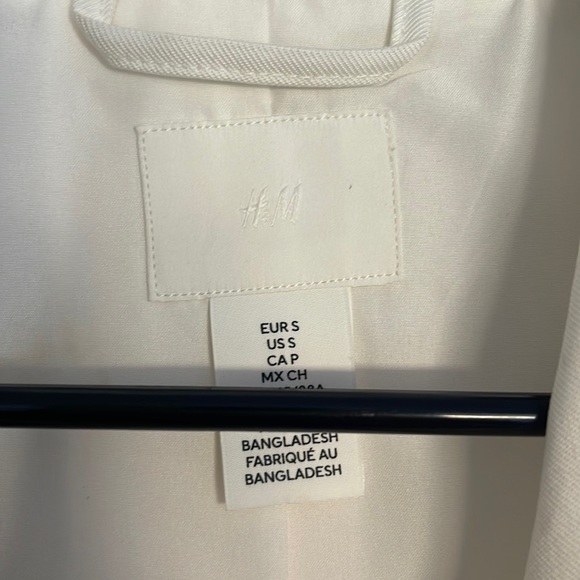 H&M
EUR S
US S
CA P
MX CH
BANGLADESH
FABRIQUÉ AU
BANGLADESH